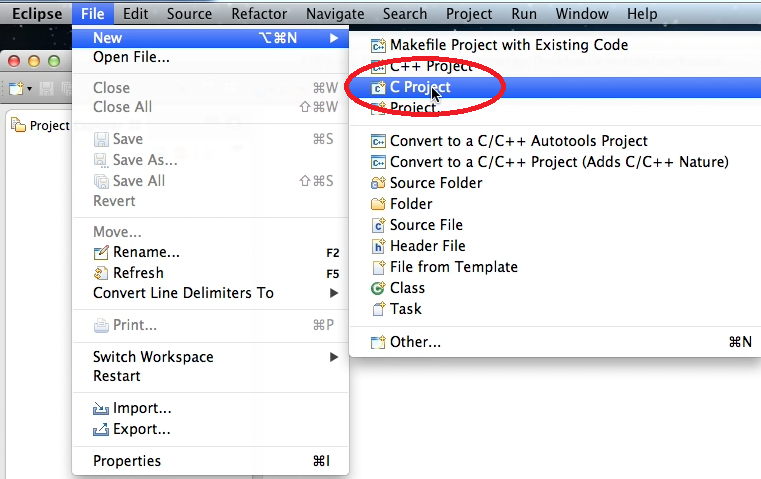 Eclipse File Edit Source Refactor Navigate Search Project Run Window Help
New ⌥⌘N ▶
Open File...
Close ⌘W
Close All ⇧⌘W
Save ⌘S
Save As...
Save All ⇧⌘S
Revert
Move...
Rename... F2
Refresh F5
Convert Line Delimiters To ▶
Print... ⌘P
Switch Workspace ▶
Restart
Import...
Export...
Properties ⌘I
Project
Makefile Project with Existing Code
C++ Project
C Project
Project...
Convert to a C/C++ Autotools Project
Convert to a C/C++ Project (Adds C/C++ Nature)
Source Folder
Folder
Source File
Header File
File from Template
Class
Task
Other... ⌘N